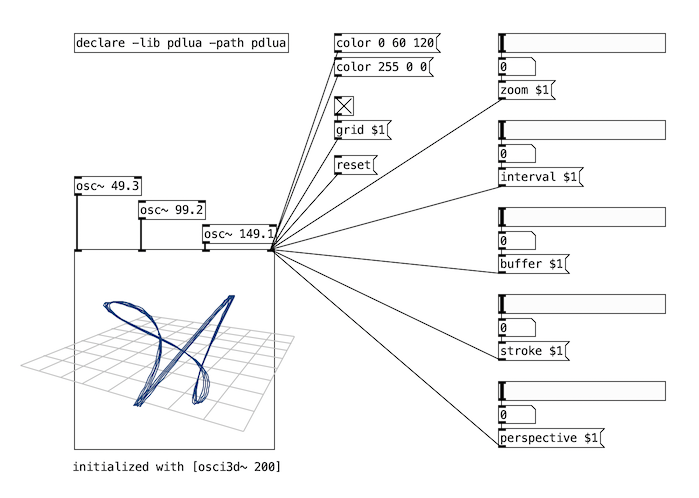 declare -lib pdlua -path pdlua
color 0 60 120
color 255 0 0
grid $1
reset
osc~ 49.3
osc~ 99.2
osc~ 149.1
0
zoom $1
0
interval $1
0
buffer $1
0
stroke $1
0
perspective $1
initialized with [osci3d~ 200]